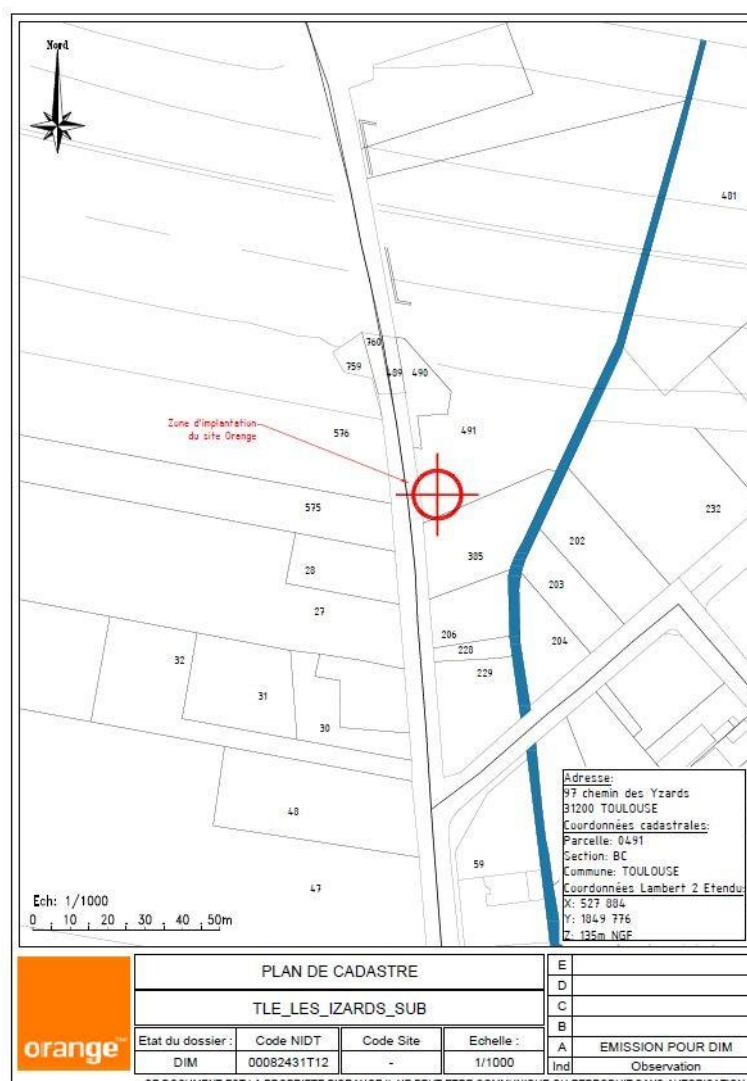 Nord
481
760
759
489
490
576
491
Zone d'implantation
du site Orange
575
232
202
385
28
203
27
206
204
228
32
229
31
30
48
59
47
Ech: 1/1000
0 10 20 30 40 50m
Adresse:
97 chemin des Yzards
31200 TOULOUSE
Coordonnées cadastrales:
Parcelle: 0491
Section: BC
Commune: TOULOUSE
Coordonnées Lambert 2 Etendu:
X: 527 884
Y: 1849 776
Z: 135m NGF
orange™
PLAN DE CADASTRE
TLE_LES_IZARDS_SUB
Etat du dossier : Code NIDT Code Site Echelle :
DIM 00082431T12 - 1/1000
E
D
C
B
A EMISSION POUR DIM
Ind Observation